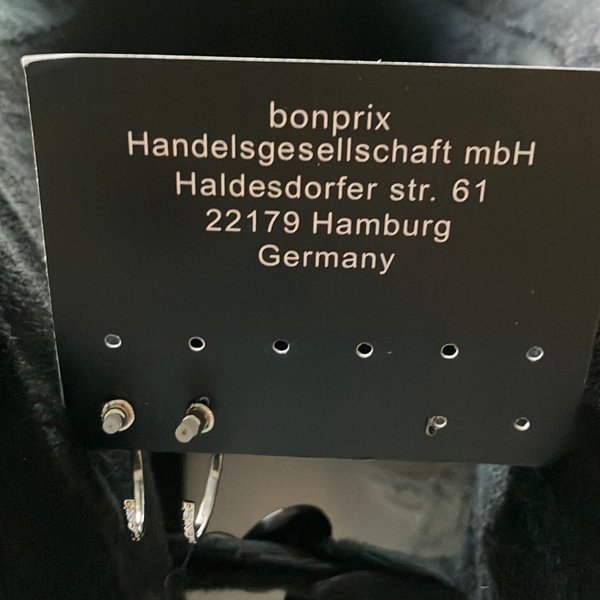 bonprix
Handelsgesellschaft mbH
Haldesdorfer str. 61
22179 Hamburg
Germany